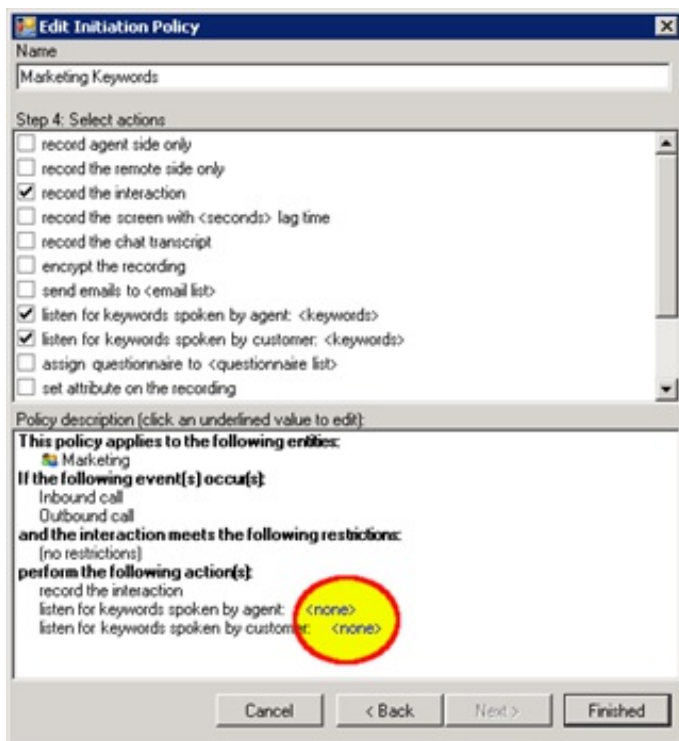 Edit Initiation Policy
Name
Marketing Keywords
Step 4: Select actions
record agent side only
record the remote side only
record the interaction
record the screen with <seconds> lag time
record the chat transcript
encrypt the recording
send emails to <email list>
listen for keywords spoken by agent: <keywords>
listen for keywords spoken by customer: <keywords>
assign questionnaire to <questionnaire list>
set attribute on the recording
Policy description (click an underlined value to edit):
This policy applies to the following entities:
Marketing
If the following event(s) occur(s):
Inbound call
Outbound call
and the interaction meets the following restrictions:
(no restrictions)
perform the following action(s):
record the interaction
listen for keywords spoken by agent: <none>
listen for keywords spoken by customer: <none>
Cancel < Back Next > Finished